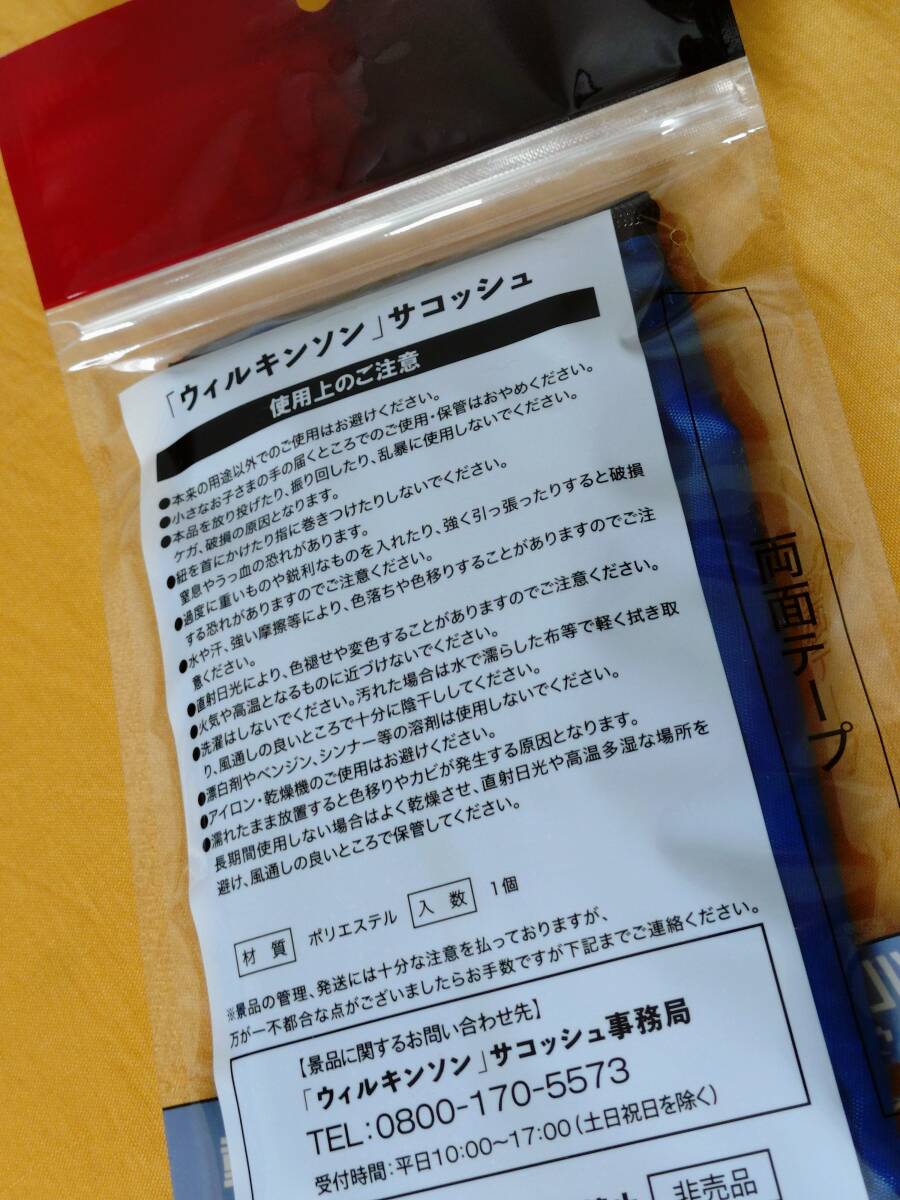 「ウィルキンソン」サコッシュ
使用上のご注意
●本来の用途以外でのご使用はお避けください。
●小さなお子さまの手の届くところでのご使用・保管はおやめください。
●本品を放り投げたり、振り回したり、乱暴に使用しないでください。
ケガ、破損の原因となります。
●紐を首にかけたり指に巻きつけたりしないでください。
窒息やうっ血の恐れがあります。
●過度に重いものや鋭利なものを入れたり、強く引っ張ったりすると破損
する恐れがありますのでご注意ください。
●水や汗、強い摩擦等により、色落ちや色移りすることがありますのでご注
意ください。
●直射日光により、色褪せや変色することがありますのでご注意ください。
●火気や高温となるものに近づけないでください。
●洗濯はしないでください。汚れた場合は水で濡らした布等で軽く拭き取
り、風通しの良いところで十分に陰干ししてください。
●漂白剤やベンジン、シンナー等の溶剤は使用しないでください。
●アイロン・乾燥機のご使用はお避けください。
●濡れたまま放置すると色移りやカビが発生する原因となります。
長期間使用しない場合はよく乾燥させ、直射日光や高温多湿な場所を
避け、風通しの良いところで保管してください。
材質 ポリエステル 入数 1個
※景品の管理、発送には十分な注意を払っておりますが、
万が一不都合な点がございましたらお手数ですが下記までご連絡ください。
【景品に関するお問い合わせ先】
「ウィルキンソン」サコッシュ事務局
TEL:0800-170-5573
受付時間:平日10:00~17:00(土日祝日を除く)
非売品
両面テープ